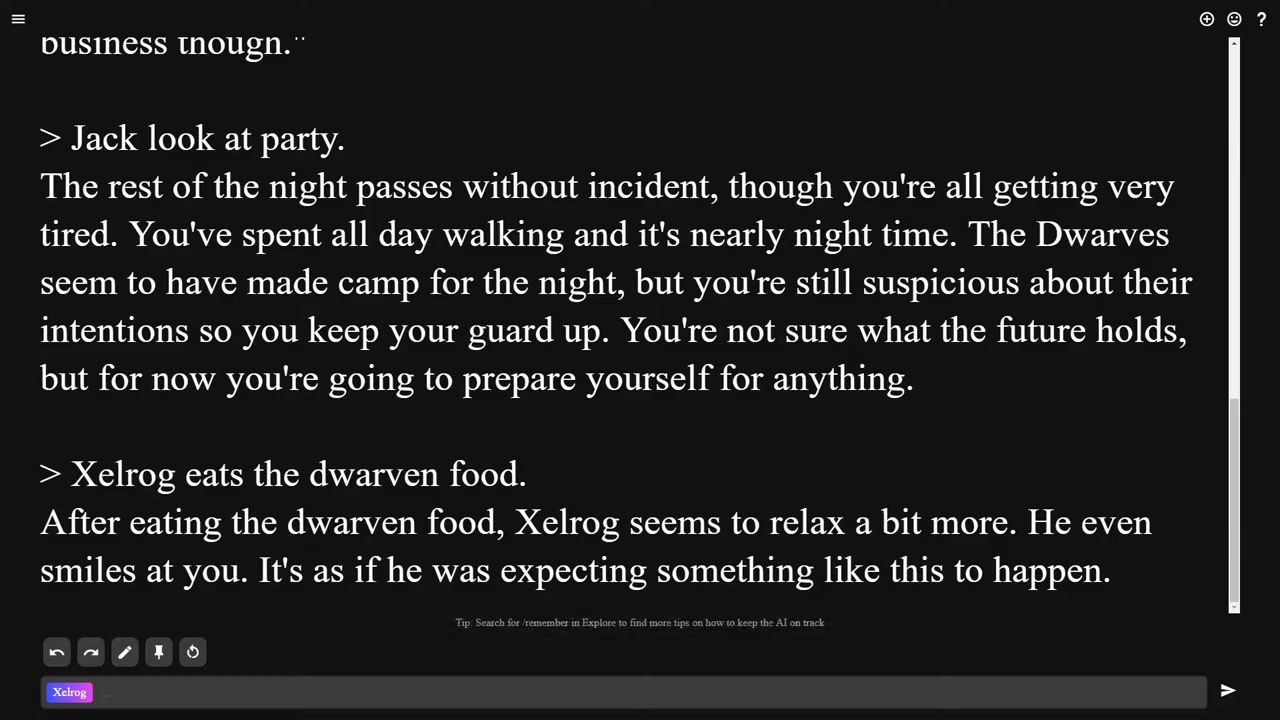 business though."
> Jack look at party.
The rest of the night passes without incident, though you're all getting very
tired. You've spent all day walking and it's nearly night time. The Dwarves
seem to have made camp for the night, but you're still suspicious about their
intentions so you keep your guard up. You're not sure what the future holds,
but for now you're going to prepare yourself for anything.
> Xelrog eats the dwarven food.
After eating the dwarven food, Xelrog seems to relax a bit more. He even
smiles at you. It's as if he was expecting something like this to happen.
Tip: Search for /remember in Explore to find more tips on how to keep the AI on track
Xelrog